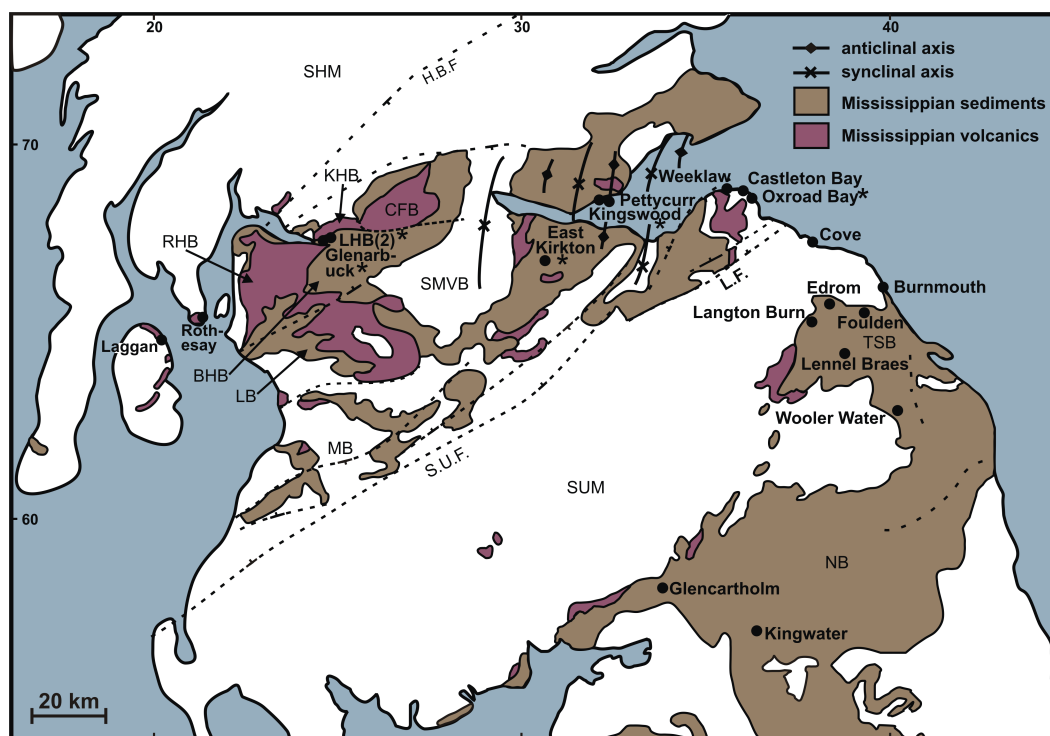 20
30
40
anticlinal axis
synclinal axis
Mississippian sediments
Mississippian volcanics
SHM
H.B.F
70
KHB
CFB
RHB
LHB(2)*
Glenarb-
uck*
SMVB
East
Kirkton
*
Pettycurr
Kingswood
*
Weeklaw
Castleton Bay
Oxroad Bay*
Cove
L.F.
Burnmouth
Edrom
Langton Burn
Foulden
TSB
Lennel Braes
Wooler Water
Roth-
esay
Laggan
BHB
LB
MB
S.U.F.
SUM
60
NB
Glencartholm
Kingwater
20 km